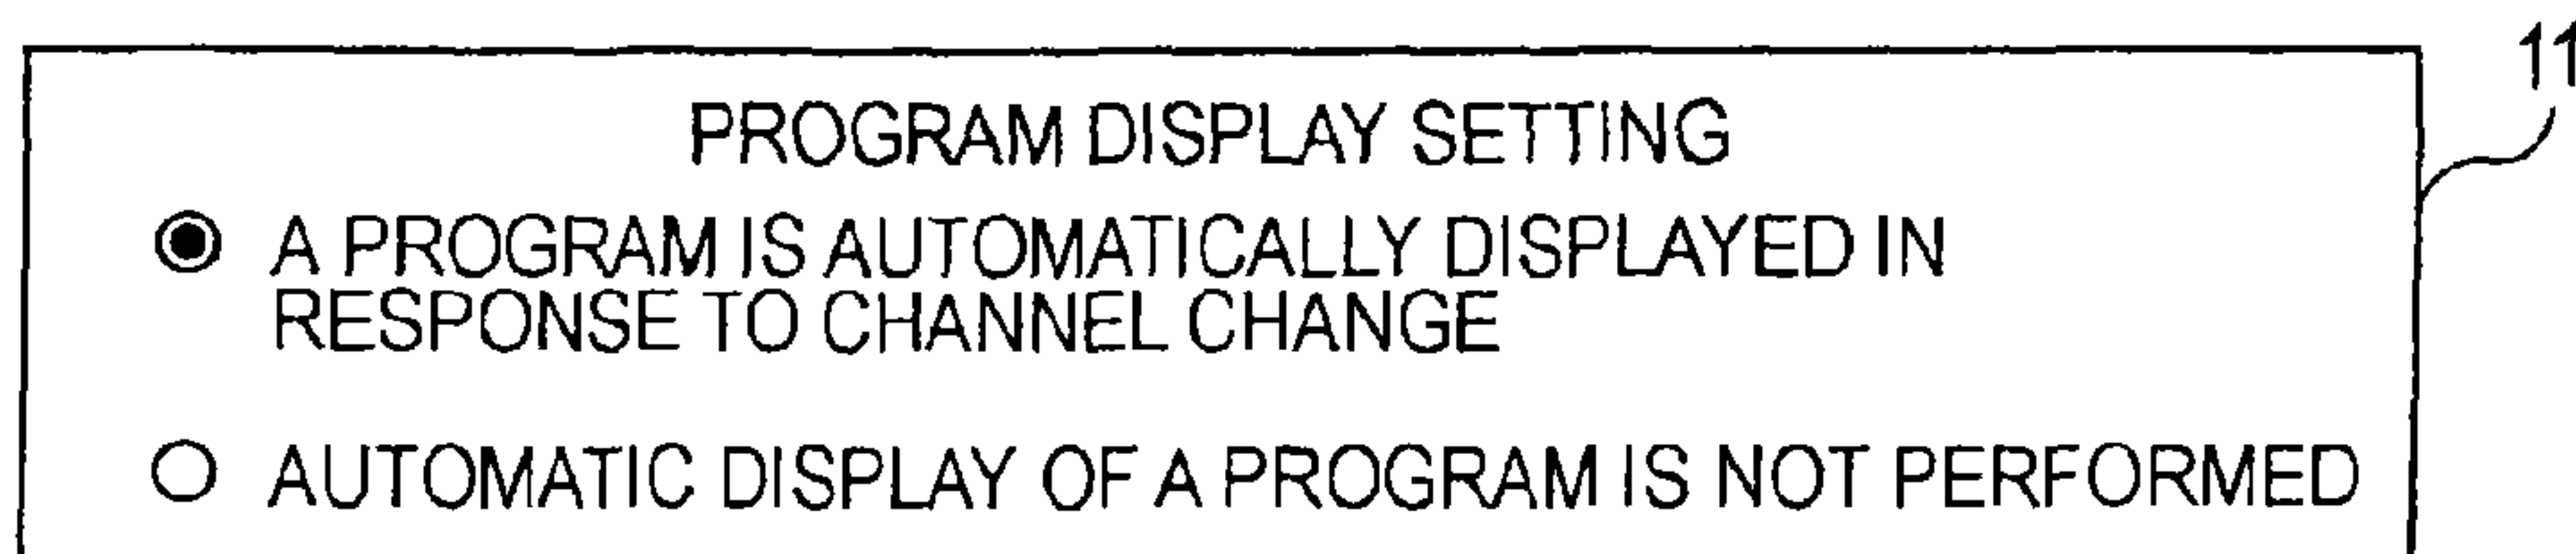 11
PROGRAM DISPLAY SETTING
A PROGRAM IS AUTOMATICALLY DISPLAYED IN
RESPONSE TO CHANNEL CHANGE
AUTOMATIC DISPLAY OF A PROGRAM IS NOT PERFORMED